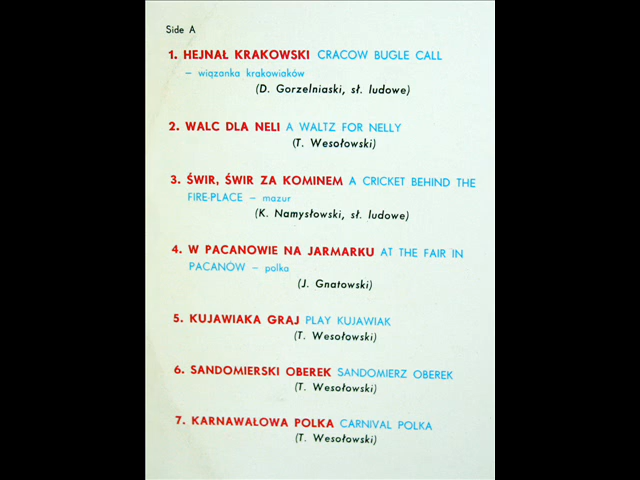 Side A
1. HEJNAŁ KRAKOWSKI CRACOW BUGLE CALL
– wiązanka krakowiaków
(D. Gorzelniaski, sł. ludowe)
2. WALC DLA NELI A WALTZ FOR NELLY
(T. Wesołowski)
3. ŚWIR, ŚWIR ZA KOMINEM A CRICKET BEHIND THE
FIRE-PLACE – mazur
(K. Namysłowski, sł. ludowe)
4. W PACANOWIE NA JARMARKU AT THE FAIR IN
PACANÓW – polka
(J. Gnatowski)
5. KUJAWIAKA GRAJ PLAY KUJAWIAK
(T. Wesołowski)
6. SANDOMIERSKI OBEREK SANDOMIERZ OBEREK
(T. Wesołowski)
7. KARNAWAŁOWA POLKA CARNIVAL POLKA
(T. Wesołowski)